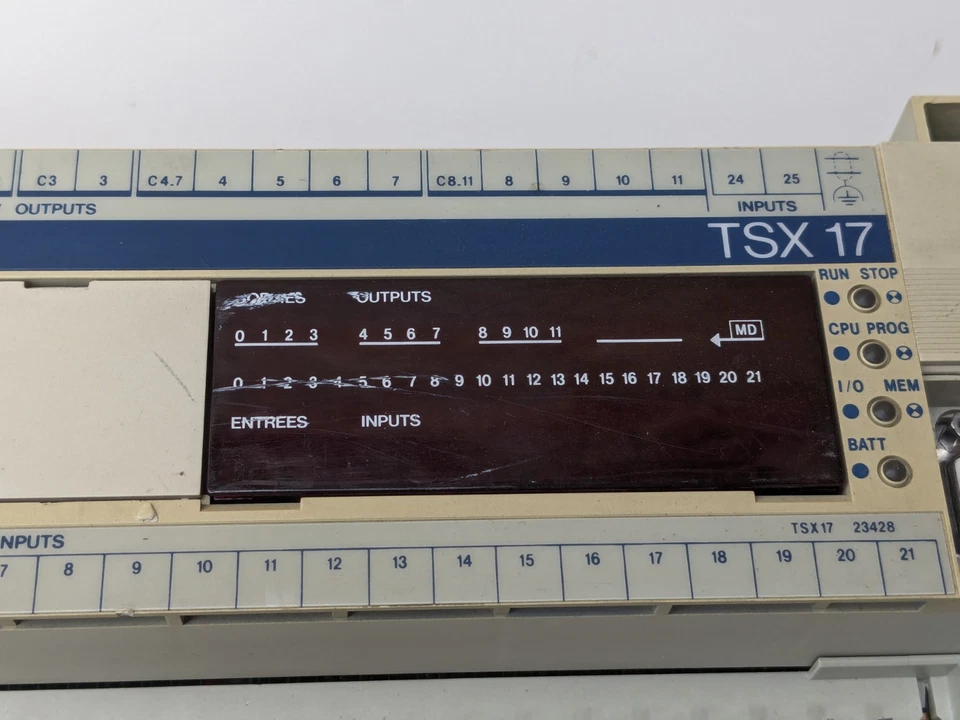 C3 3 C4.7 4 5 6 7 C8.11 8 9 10 11 24 25
OUTPUTS INPUTS
TSX 17
RUN STOP
SORTIES OUTPUTS
0 1 2 3 4 5 6 7 8 9 10 11 MD
CPU PROG
0 1 2 3 4 5 6 7 8 9 10 11 12 13 14 15 16 17 18 19 20 21
I/O MEM
ENTREES INPUTS
BATT
TSX17 23428
NPUTS
7 8 9 10 11 12 13 14 15 16 17 18 19 20 21